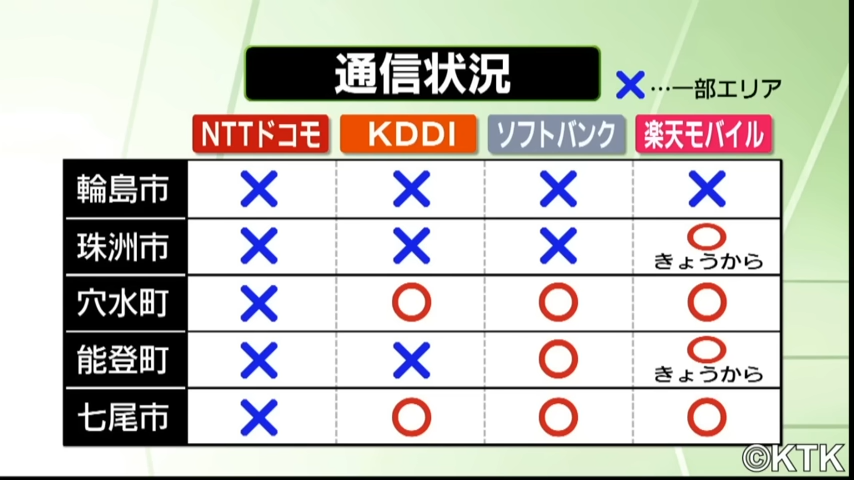 通信状況
×…一部エリア
NTTドコモ KDDI ソフトバンク 楽天モバイル
輪島市 × × × ×
珠洲市 × × × ○
きょうから
穴水町 × ○ ○ ○
能登町 × × ○ ○
きょうから
七尾市 × ○ ○ ○
©KTK